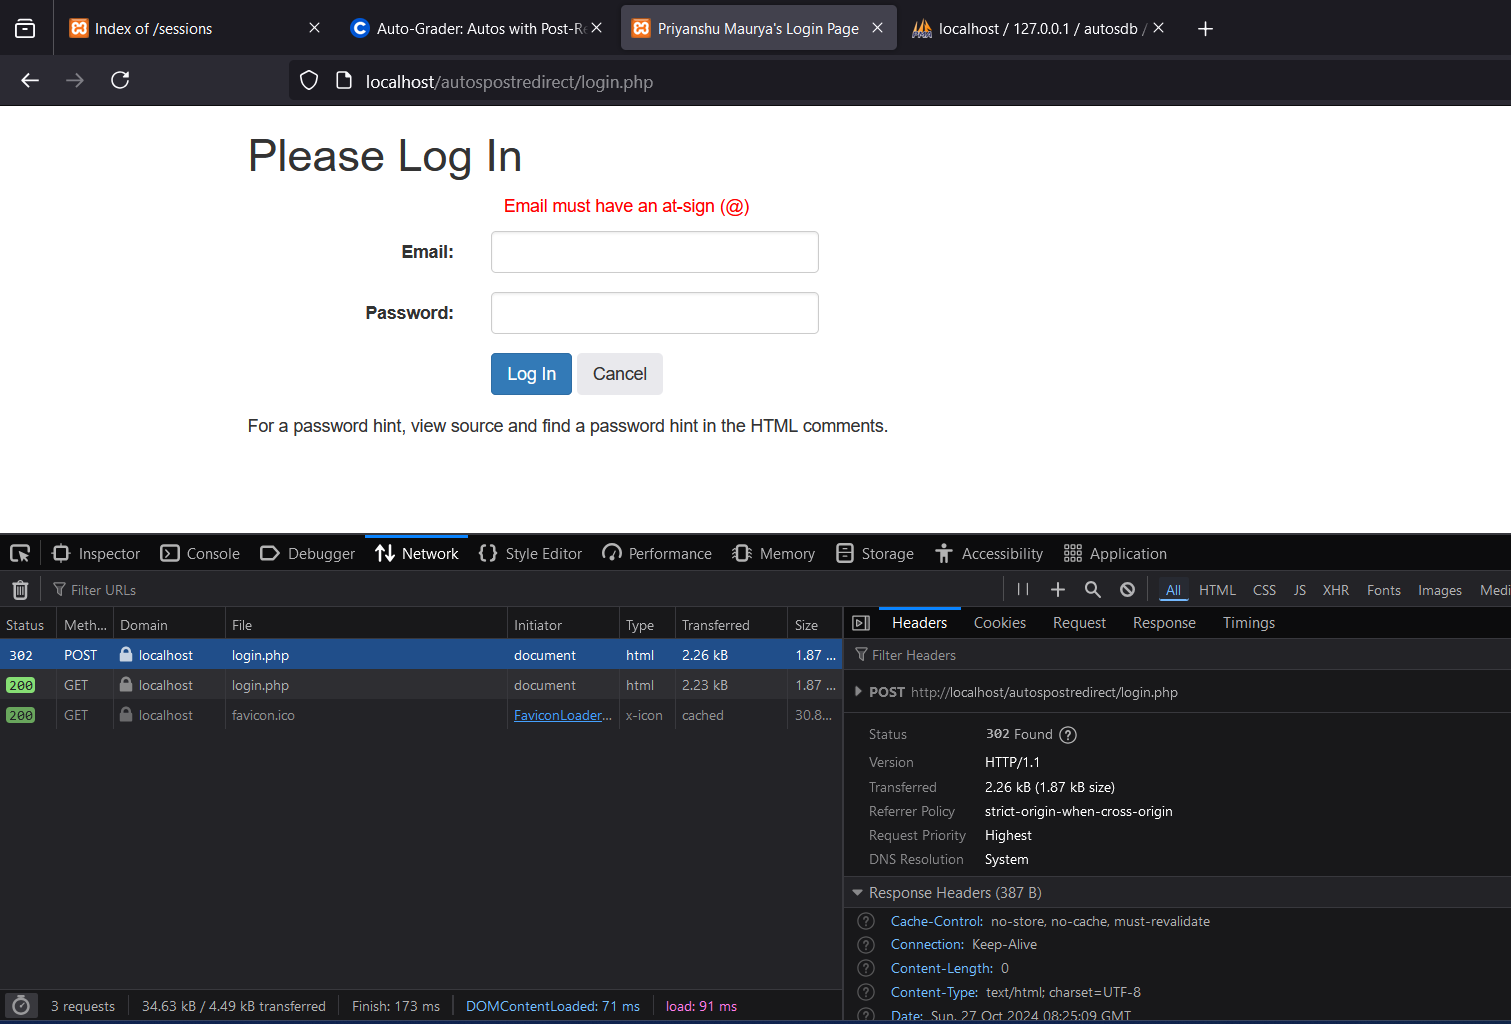 Index of /sessions
Auto-Grader: Autos with Post-Re
Priyanshu Maurya's Login Page
localhost / 127.0.0.1 / autosdb /
localhost/autospostredirect/login.php
Please Log In
Email must have an at-sign (@)
Email:
Password:
Log In Cancel
For a password hint, view source and find a password hint in the HTML comments.
Inspector Console Debugger Network Style Editor Performance Memory Storage Accessibility Application
Filter URLs
All HTML CSS JS XHR Fonts Images Medi
Status Meth... Domain File Initiator Type Transferred Size
302 POST localhost login.php document html 2.26 kB 1.87 ...
200 GET localhost login.php document html 2.23 kB 1.87 ...
200 GET localhost favicon.ico FaviconLoader... x-icon cached 30.8...
3 requests 34.63 kB / 4.49 kB transferred Finish: 173 ms DOMContentLoaded: 71 ms load: 91 ms
Headers Cookies Request Response Timings
Filter Headers
POST http://localhost/autospostredirect/login.php
Status 302 Found
Version HTTP/1.1
Transferred 2.26 kB (1.87 kB size)
Referrer Policy strict-origin-when-cross-origin
Request Priority Highest
DNS Resolution System
Response Headers (387 B)
Cache-Control: no-store, no-cache, must-revalidate
Connection: Keep-Alive
Content-Length: 0
Content-Type: text/html; charset=UTF-8
Date: Sun, 27 Oct 2024 08:25:09 GMT